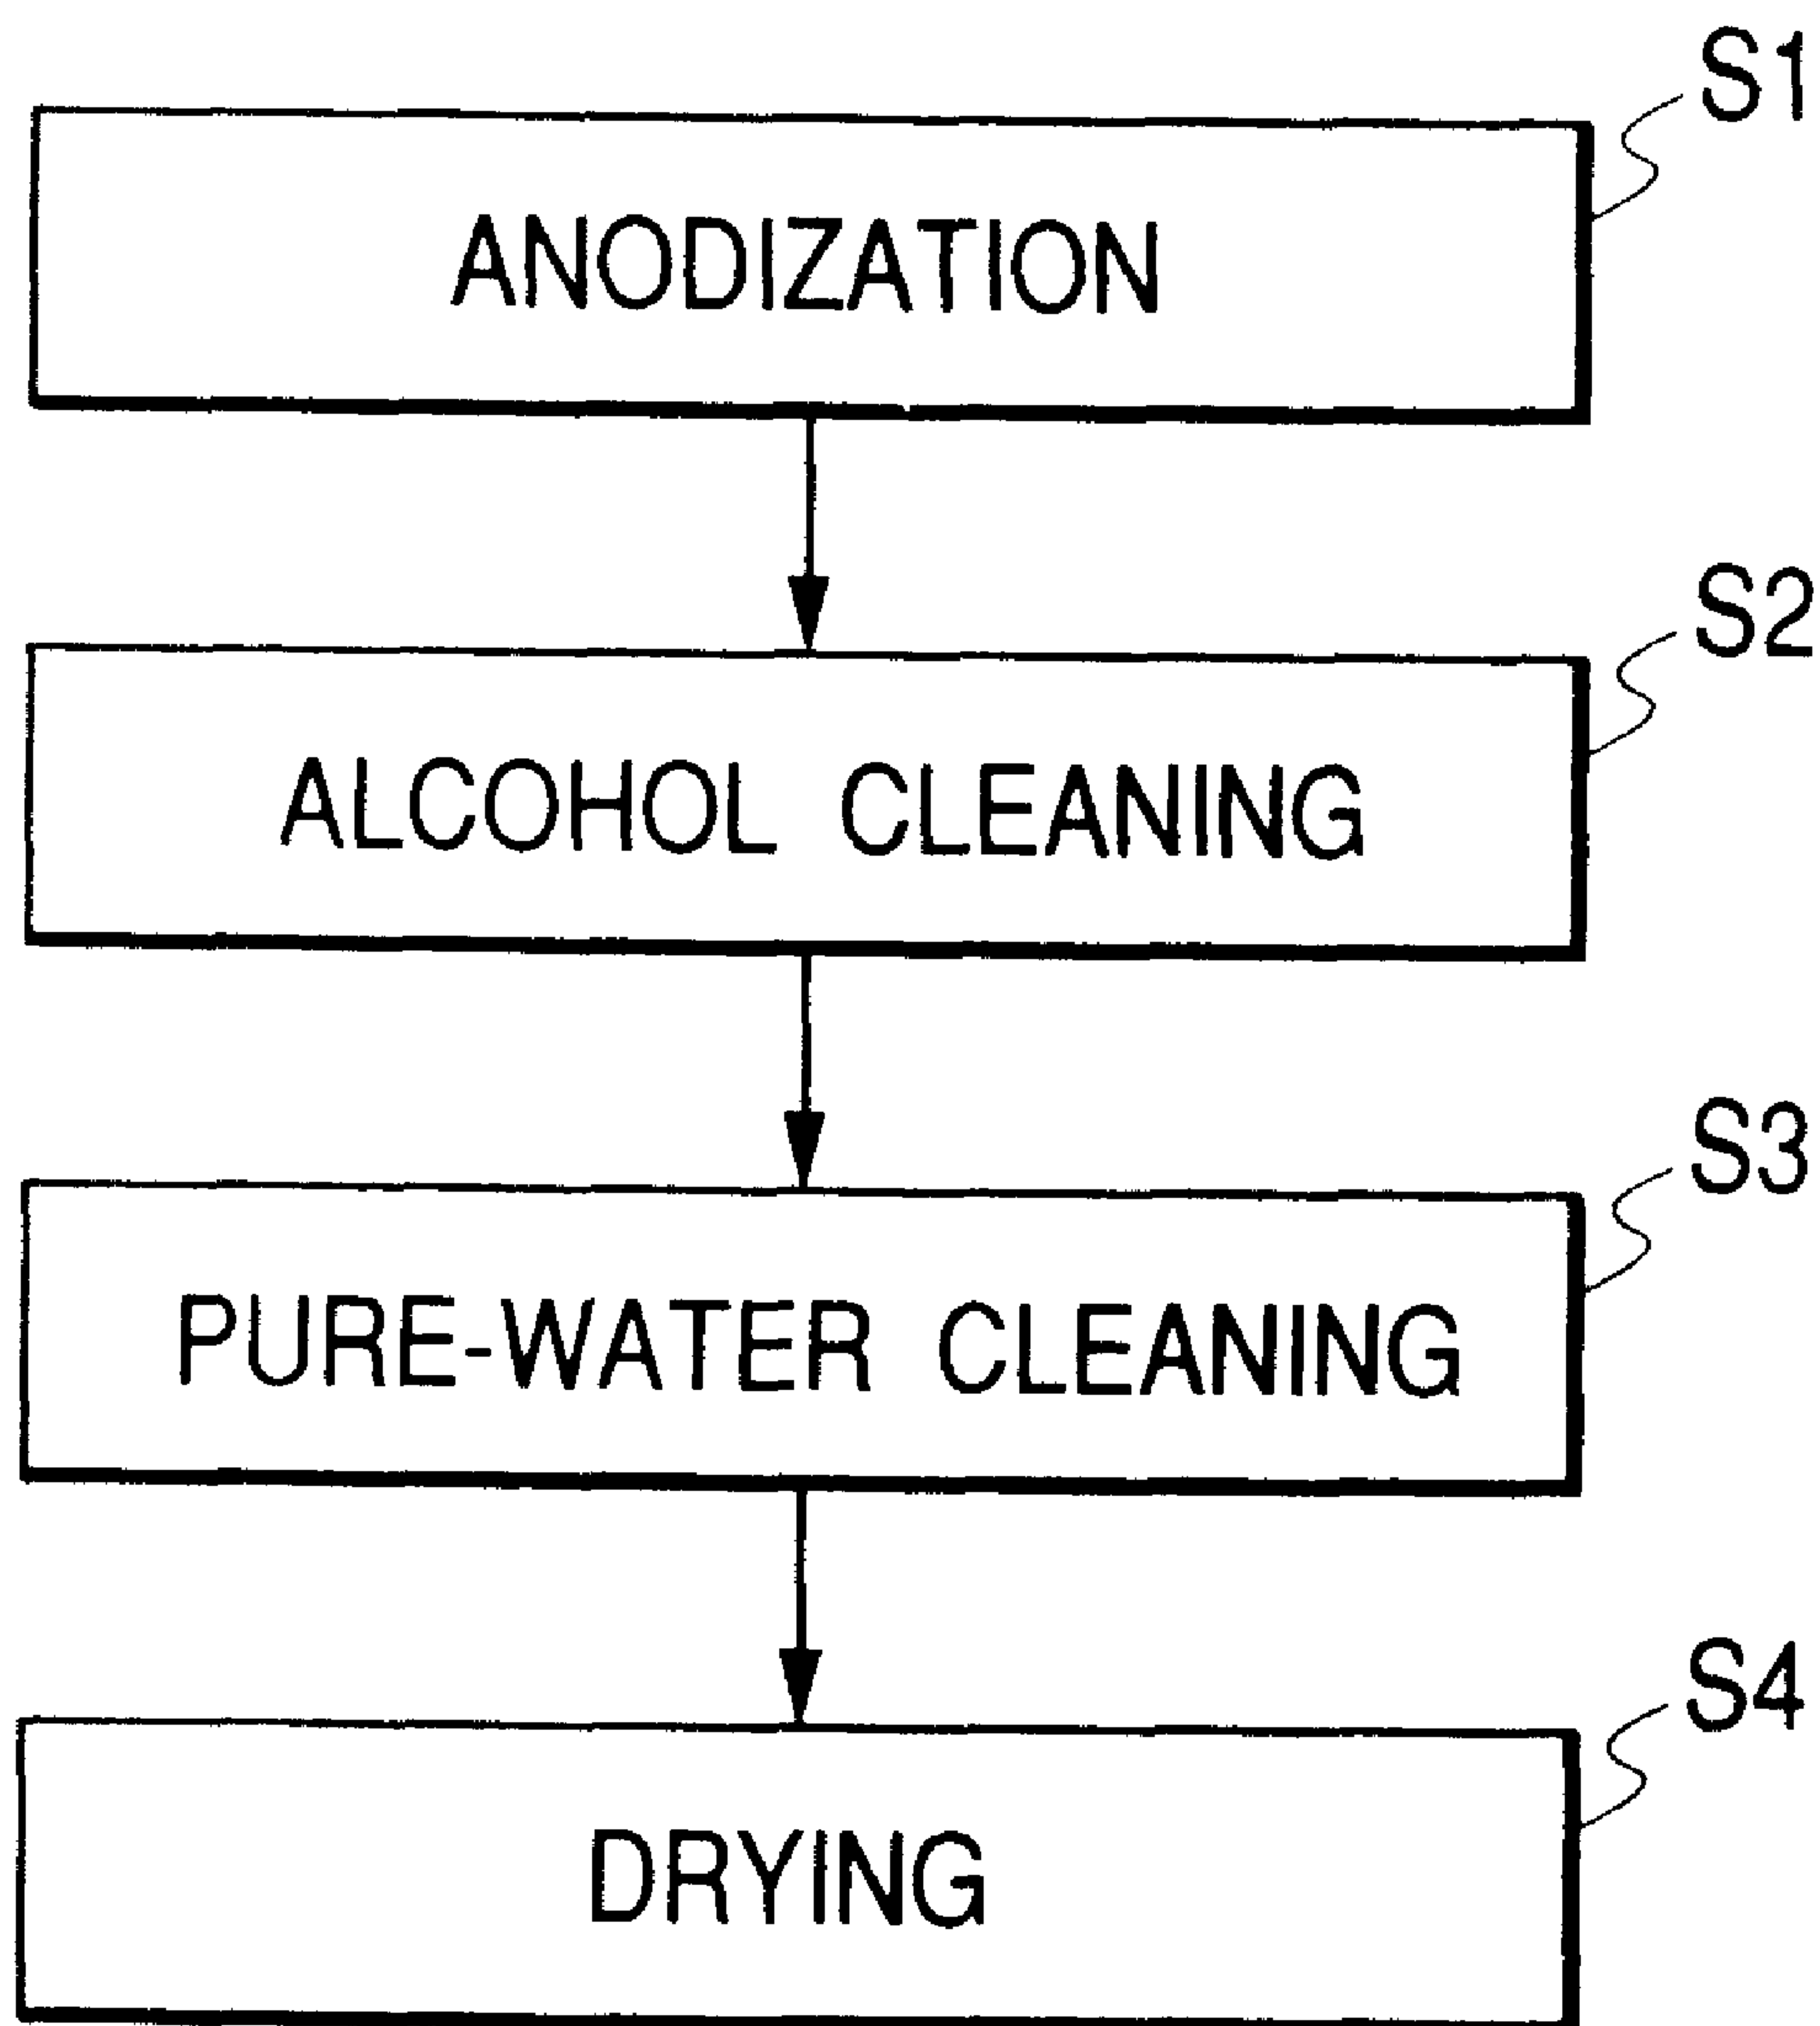 S1
ANODIZATION
S2
ALCOHOL CLEANING
S3
PURE-WATER CLEANING
S4
DRYING